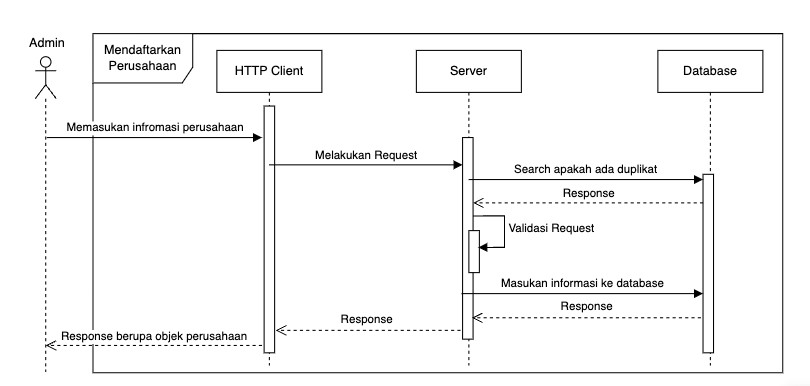 Admin
Mendaftarkan
Perusahaan
HTTP Client
Server
Database
Memasukan infromasi perusahaan
Melakukan Request
Search apakah ada duplikat
Response
Validasi Request
Masukan informasi ke database
Response
Response
Response berupa objek perusahaan